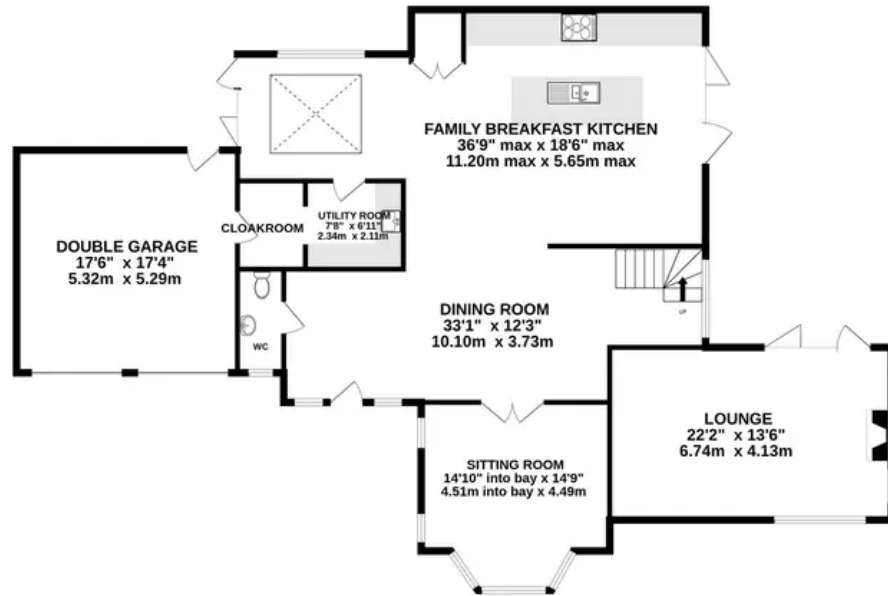 FAMILY BREAKFAST KITCHEN
36'9" max x 18'6" max
11.20m max x 5.65m max
UTILITY ROOM
7'8" x 6'11"
2.34m x 2.11m
CLOAKROOM
DOUBLE GARAGE
17'6" x 17'4"
5.32m x 5.29m
DINING ROOM
33'1" x 12'3"
10.10m x 3.73m
UP
WC
LOUNGE
22'2" x 13'6"
6.74m x 4.13m
SITTING ROOM
14'10" into bay x 14'9"
4.51m into bay x 4.49m